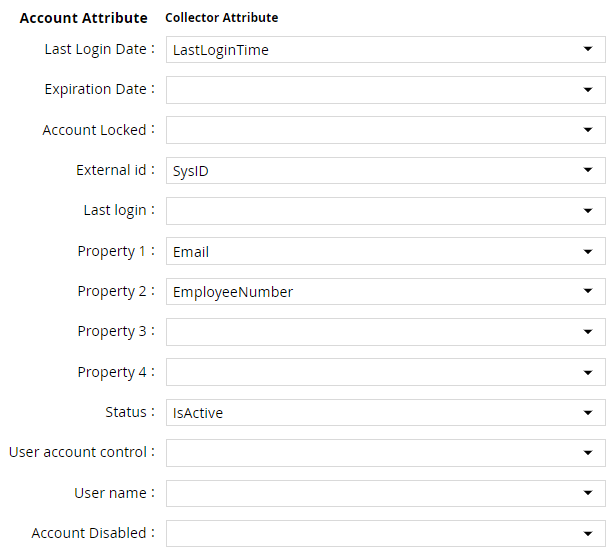 Account Attribute Collector Attribute
Last Login Date : LastLoginTime
Expiration Date :
Account Locked :
External id : SysID
Last login :
Property 1 : Email
Property 2 : EmployeeNumber
Property 3 :
Property 4 :
Status : IsActive
User account control :
User name :
Account Disabled :